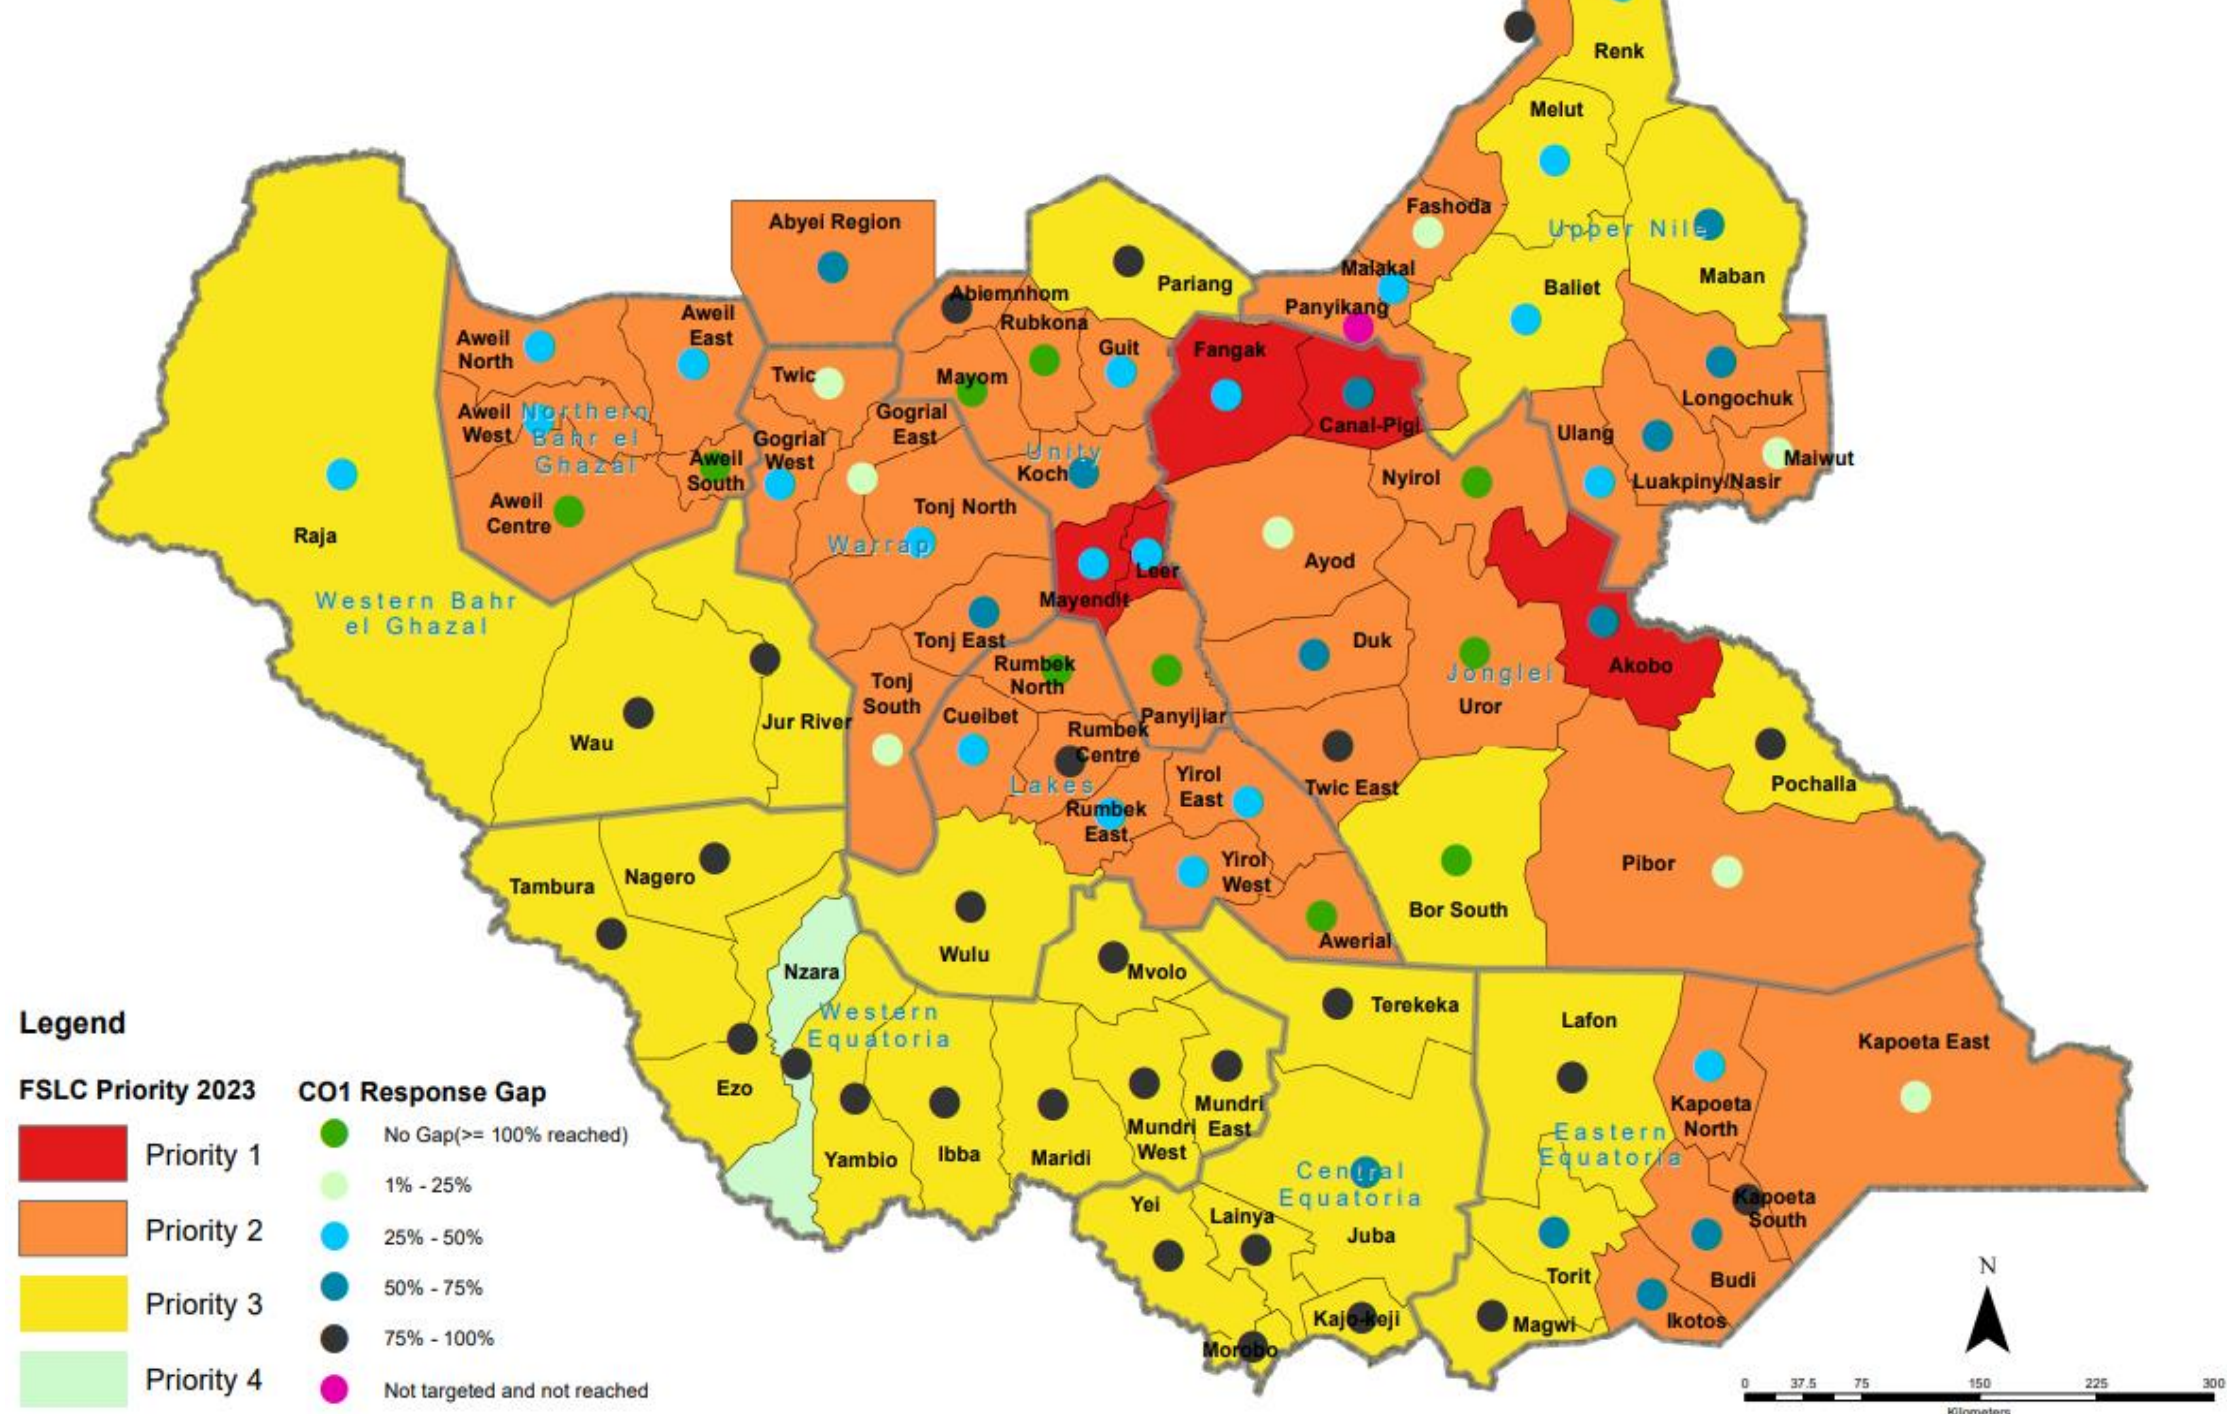 Renk
Melut
Fashoda
Abyei Region
Upper Nile
Malakal
Maban
Pariang
Baliet
Abiemnhom
Panyikang
Rubkona
Aweil
East
Aweil
North
Guit
Fangak
Twic
Mayom
Longochuk
Aweil
West
Northern
Bahr el
Ghazal
Gogrial
East
Canal-Pigi
Ulang
Gogrial
West
Unity
Koch
Maiwut
Aweil
South
Nyirol
Luakpiny/Nasir
Aweil
Centre
Tonj North
Raja
Warrap
Ayod
Leer
Western Bahr
el Ghazal
Mayendit
Tonj East
Duk
Rumbek
North
Akobo
Jonglei
Tonj
South
Uror
Cueibet
Panyijiar
Jur River
Wau
Rumbek
Centre
Lakes
Yirol
East
Twic East
Pochalla
Rumbek
East
Yirol
West
Pibor
Nagero
Tambura
Bor South
Awerial
Wulu
Nzara
Mvolo
Terekeka
Western
Equatoria
Lafon
Kapoeta East
Ezo
Kapoeta
North
Mundri
East
Mundri
West
Yambio
Ibba
Maridi
Eastern
Equatoria
Central
Equatoria
Yei
Lainya
Juba
Kapoeta
South
Torit
Budi
Kajo-keji
Magwi
Ikotos
Morobo
Legend
FSLC Priority 2023
Priority 1
Priority 2
Priority 3
Priority 4
CO1 Response Gap
No Gap(>= 100% reached)
1% - 25%
25% - 50%
50% - 75%
75% - 100%
Not targeted and not reached
N
0 37.5 75 150 225 300
Kilometers